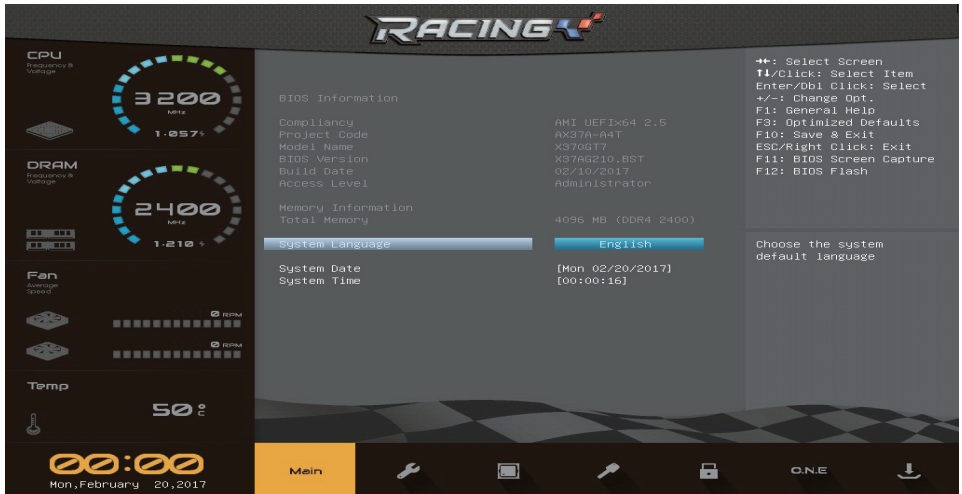 RACING
CPU
Frequency &
Voltage
3200
MHz
1.057
DRAM
Frequency &
Voltage
2400
MHz
1.210
Fan
Average
Speed
0 RPM
0 RPM
Temp
50 °C
00:00
Mon,February 20,2017
BIOS Information
Compliancy AMI UEFIx64 2.5
Project Code AX37A-A4T
Model Name X370GT7
BIOS Version X37AG210.BST
Build Date 02/10/2017
Access Level Administrator
Memory Information
Total Memory 4096 MB (DDR4 2400)
System Language English
System Date [Mon 02/20/2017]
System Time [00:00:16]
→←: Select Screen
↑↓/Click: Select Item
Enter/Dbl Click: Select
+/-: Change Opt.
F1: General Help
F3: Optimized Defaults
F10: Save & Exit
ESC/Right Click: Exit
F11: BIOS Screen Capture
F12: BIOS Flash
Choose the system
default language
Main
O.N.E